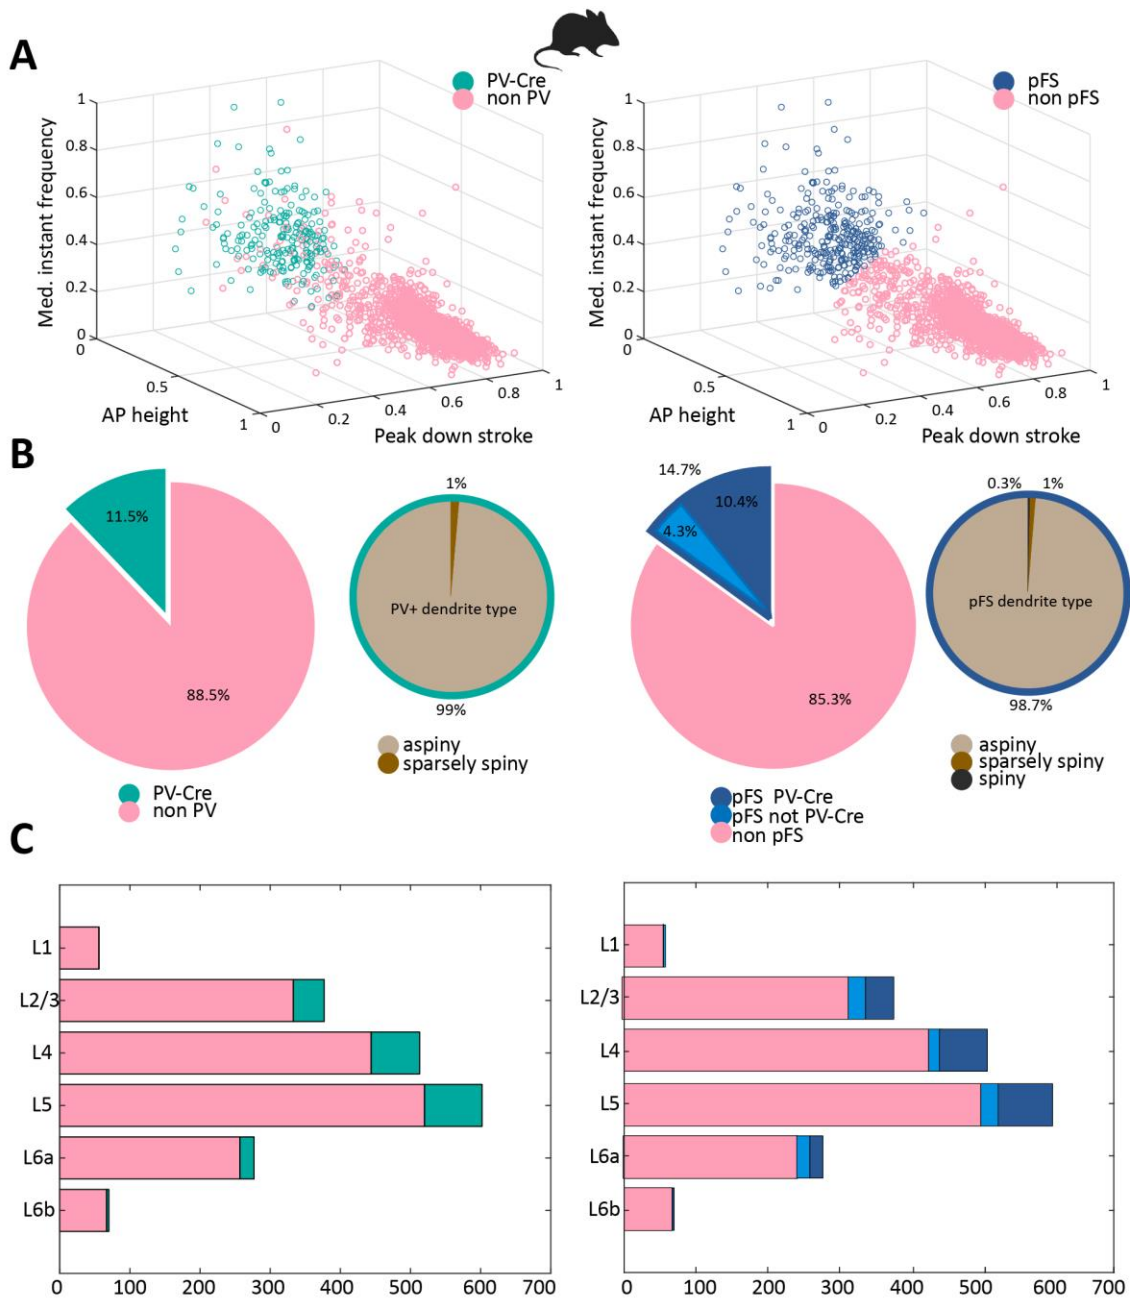 A
PV-Cre
non PV
Med. instant frequency
1
0.8
0.6
0.4
0.2
0
0
0.5
1
AP height
0
0.2
0.4
0.6
0.8
1
Peak down stroke
pFS
non pFS
Med. instant frequency
1
0.8
0.6
0.4
0.2
0
0
0.5
1
AP height
0
0.2
0.4
0.6
0.8
1
Peak down stroke
B
11.5%
88.5%
PV-Cre
non PV
1%
PV+ dendrite type
99%
aspiny
sparsely spiny
14.7%
10.4%
4.3%
85.3%
pFS PV-Cre
pFS not PV-Cre
non pFS
0.3%
1%
pFS dendrite type
98.7%
aspiny
sparsely spiny
spiny
C
L1
L2/3
L4
L5
L6a
L6b
0 100 200 300 400 500 600 700
L1
L2/3
L4
L5
L6a
L6b
0 100 200 300 400 500 600 700